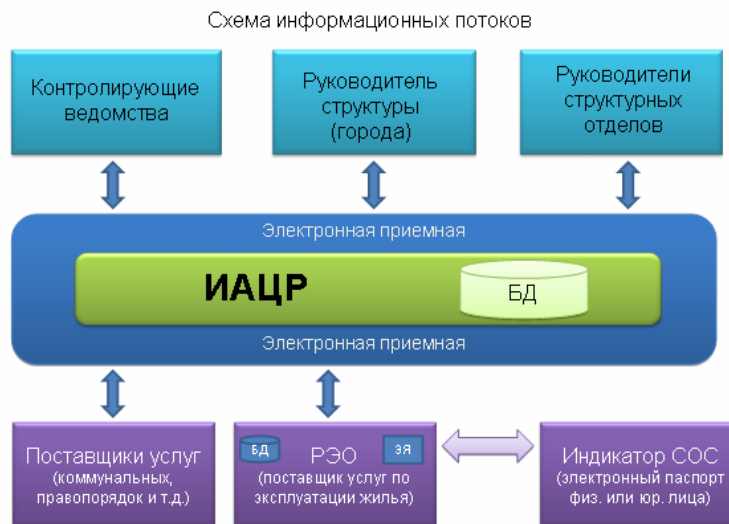 Схема информационных потоков
Контролирующие
ведомства
Руководитель
структуры
(города)
Руководители
структурных
отделов
Электронная приемная
ИАЦР
БД
Электронная приемная
Поставщики услуг
(коммунальных,
правопорядок и т.д.)
БД
РЭО
ЭЯ
(поставщик услуг по
эксплуатации жилья)
Индикатор СОС
(электронный паспорт
физ. или юр. лица)